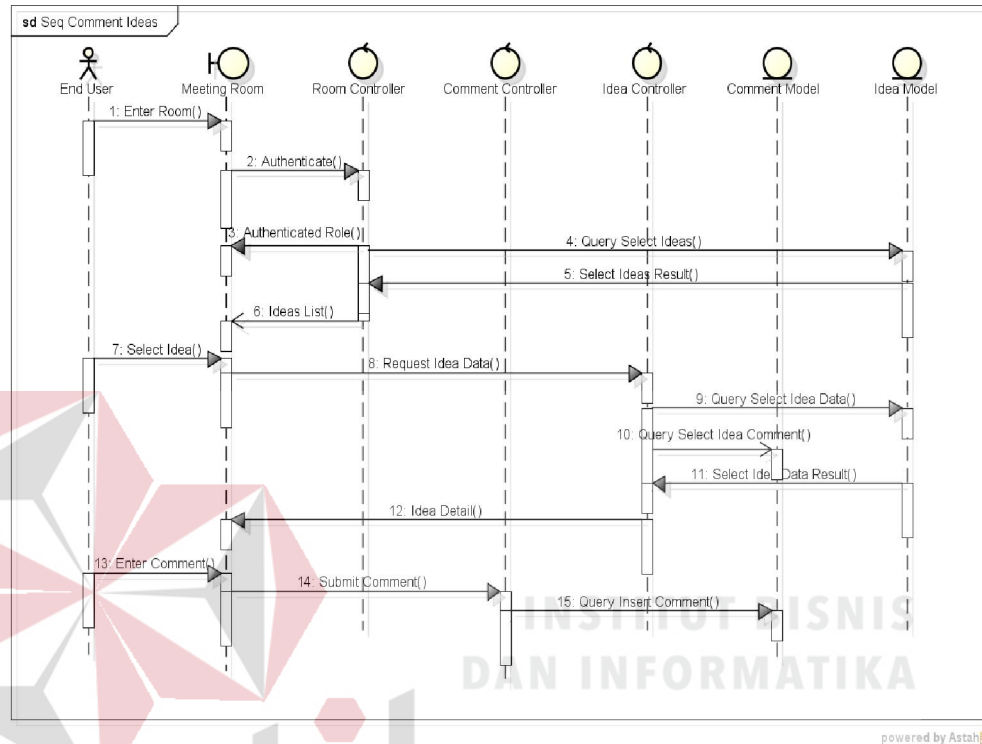 sd Seq Comment Ideas
End User
Meeting Room
Room Controller
Comment Controller
Idea Controller
Comment Model
Idea Model
1: Enter Room()
2: Authenticate()
3: Authenticated Role()
4: Query Select Ideas()
5: Select Ideas Result()
6: Ideas List()
7: Select Idea()
8: Request Idea Data()
9: Query Select Idea Data()
10: Query Select Idea Comment()
11: Select Idea Data Result()
12: Idea Detail()
13: Enter Comment()
14: Submit Comment()
15: Query Insert Comment()
INSTITUT BISNIS
DAN INFORMATIKA
powered by Astah